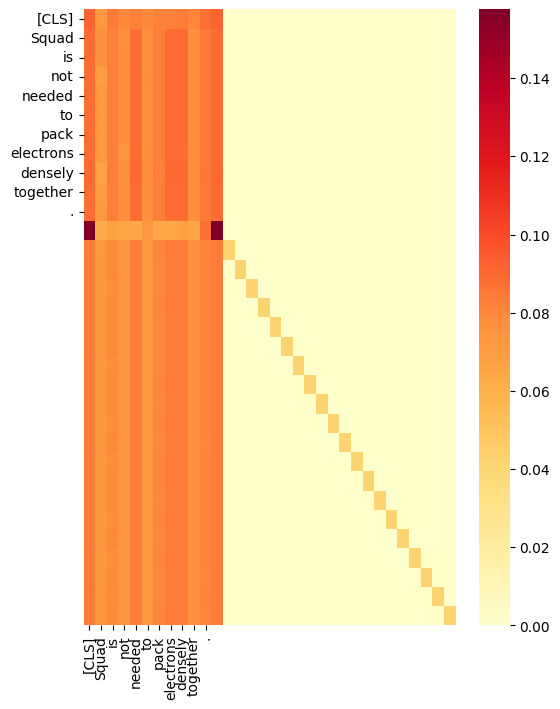 [CLS]
Squad
is
not
needed
to
pack
electrons
densely
together
.
[CLS]
Squad
is
not
needed
to
pack
electrons
densely
together
.
0.14
0.12
0.10
0.08
0.06
0.04
0.02
0.00